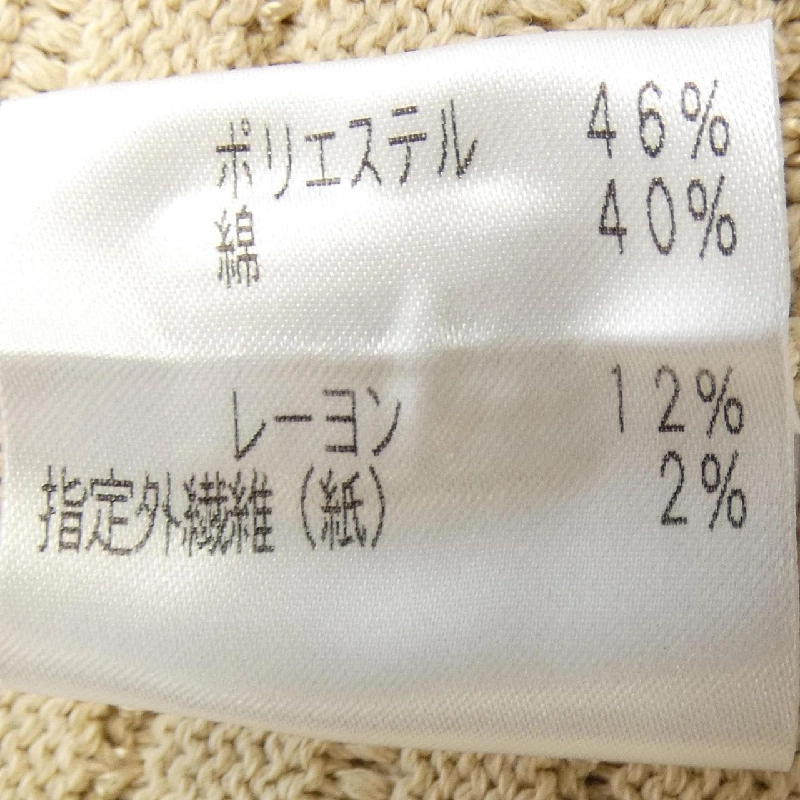 ポリエステル 46%
綿 40%
レーヨン 12%
指定外繊維(紙) 2%